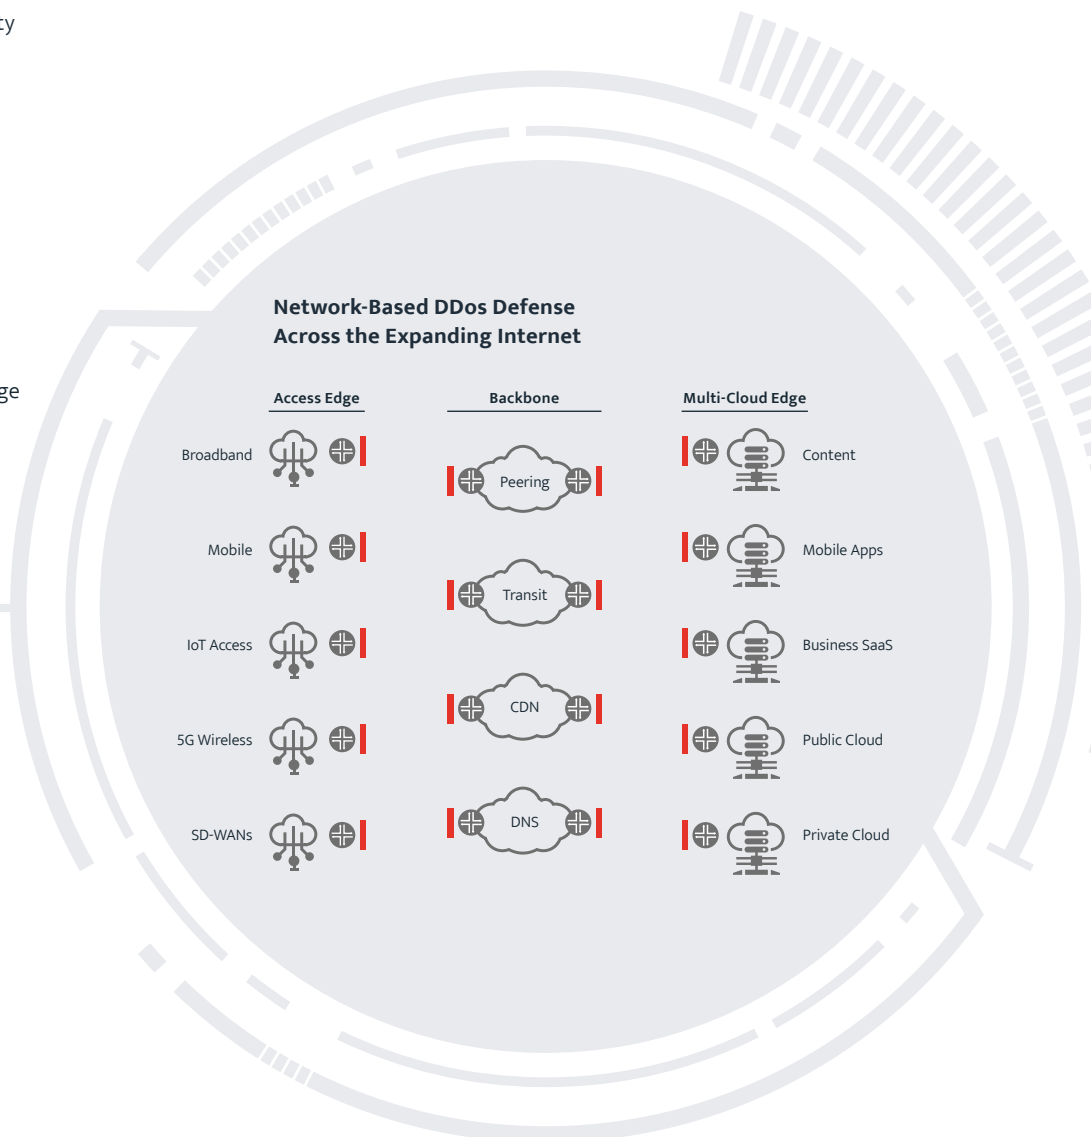 ty
ge
Network-Based DDos Defense
Across the Expanding Internet
Access Edge
Backbone
Multi-Cloud Edge
Broadband
Peering
Content
Mobile
Transit
Mobile Apps
IoT Access
CDN
Business SaaS
5G Wireless
DNS
Public Cloud
SD-WANs
Private Cloud